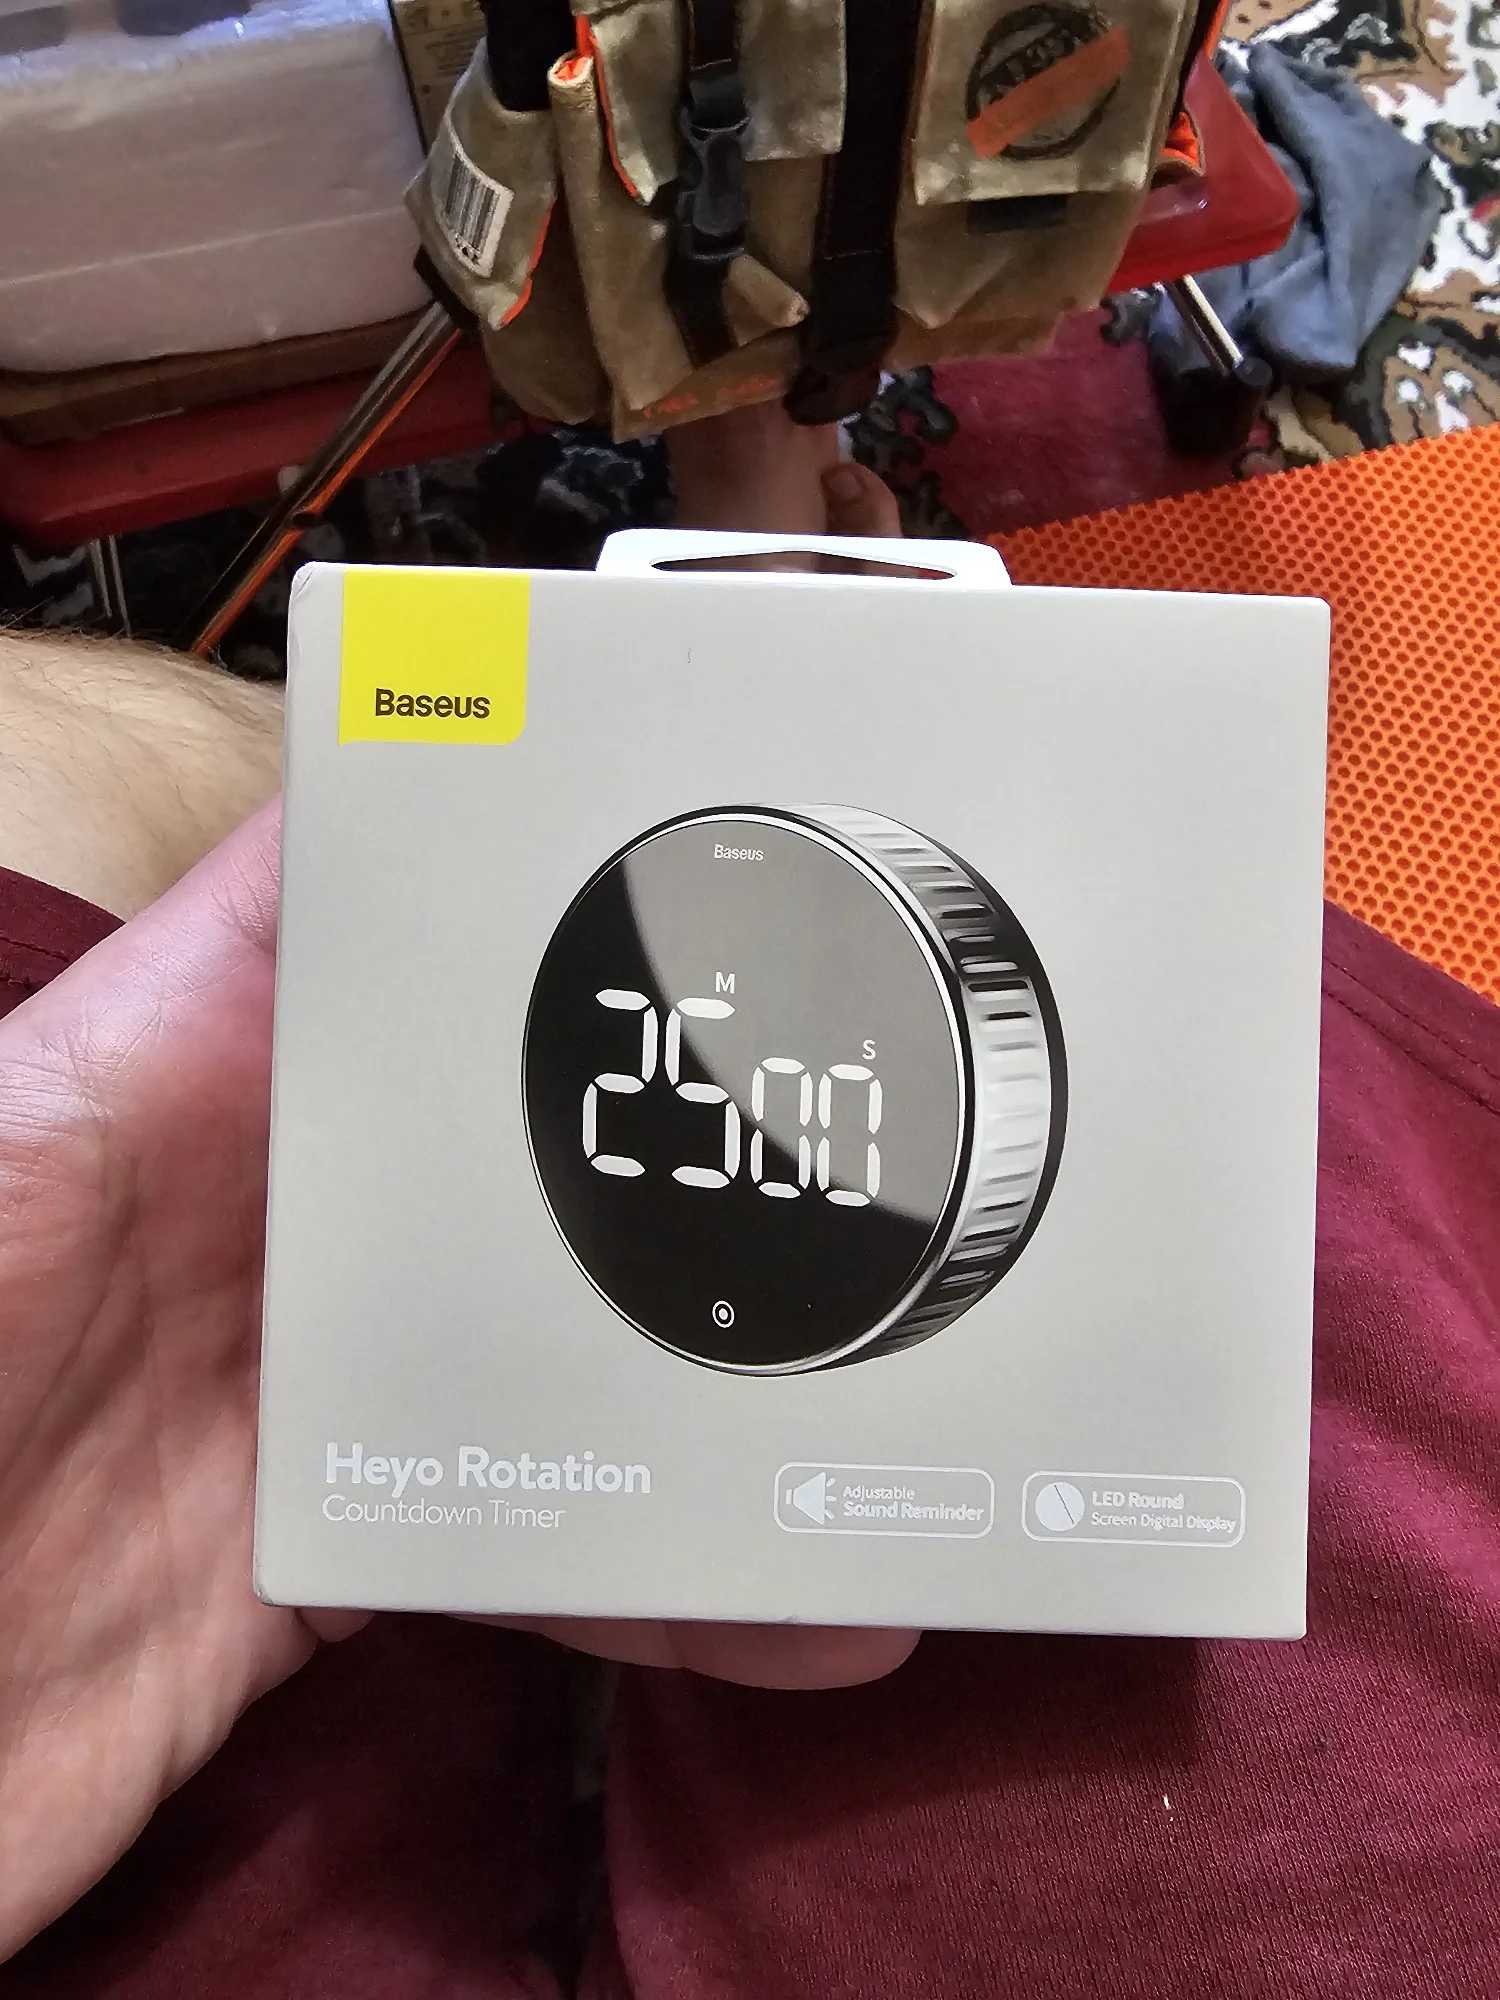 Baseus
Baseus
M
S
25 00
Heyo Rotation
Countdown Timer
Adjustable
Sound Reminder
LED Round
Screen Digital Display